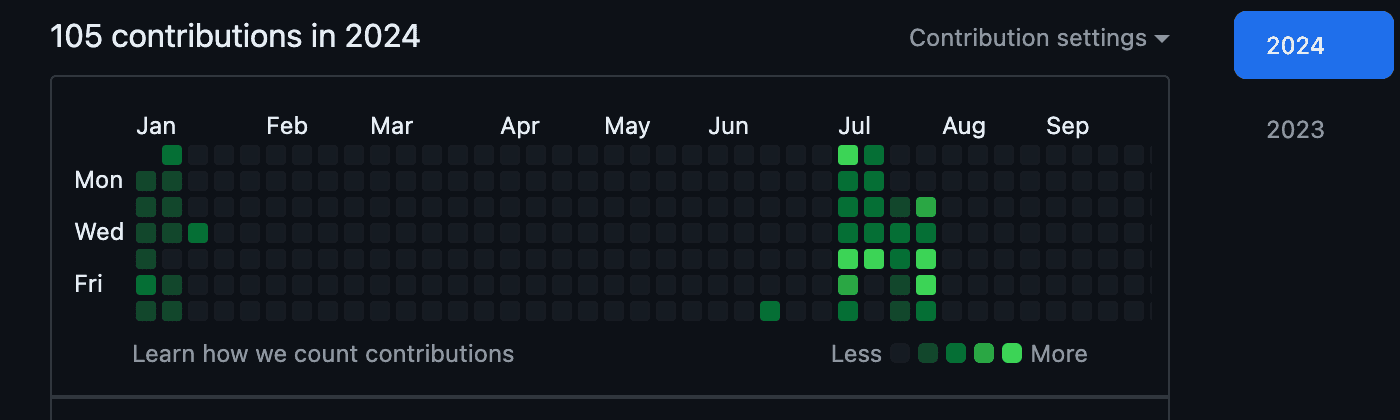 105 contributions in 2024
Contribution settings
2024
2023
Jan Feb Mar Apr May Jun Jul Aug Sep
Mon
Wed
Fri
Learn how we count contributions
Less More